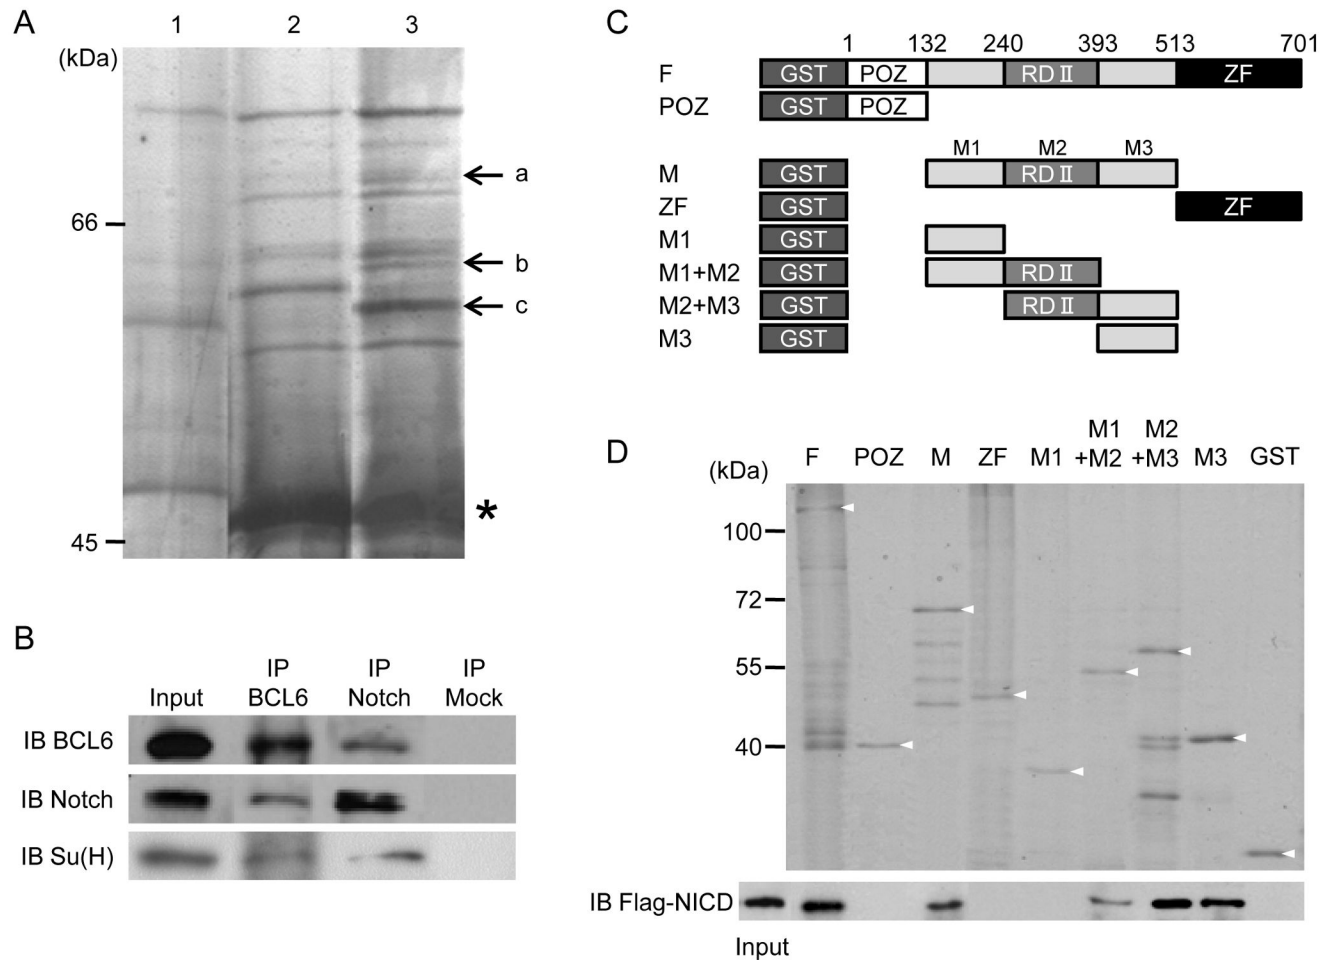 A
1 2 3
(kDa)
a
66
b
c
*
45
B
IP IP IP
Input BCL6 Notch Mock
IB BCL6
IB Notch
IB Su(H)
C
1 132 240 393 513 701
F GST POZ RD II ZF
POZ GST POZ
M1 M2 M3
M GST RD II
ZF GST ZF
M1 GST
M1+M2 GST RD II
M2+M3 GST RD II
M3 GST
D
M1 M2
(kDa) F POZ M ZF M1 +M2 +M3 M3 GST
100
72
55
40
IB Flag-NICD
Input